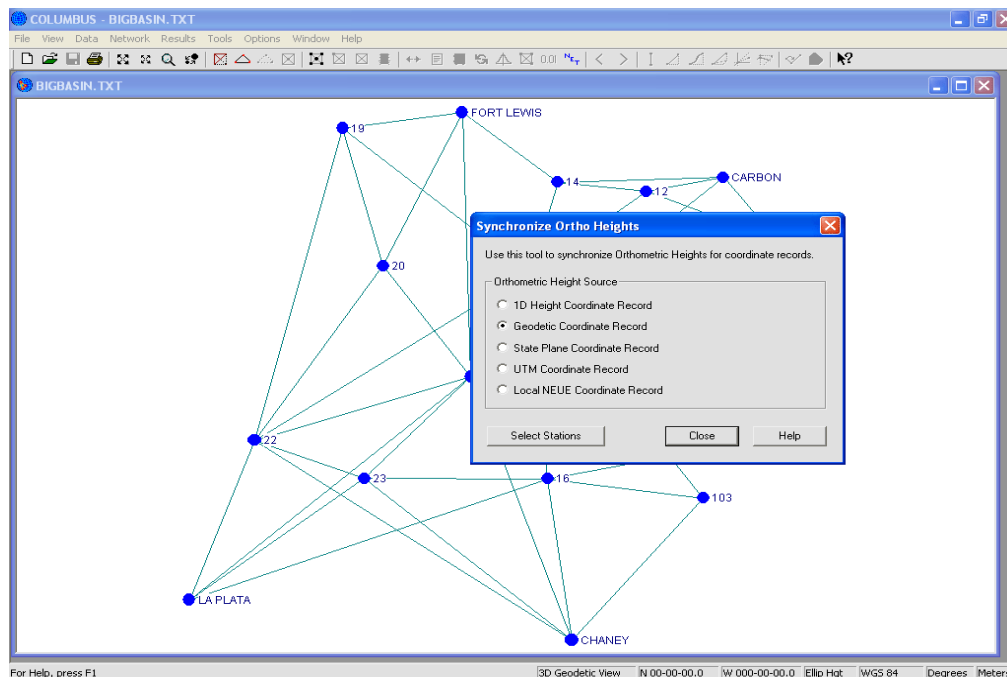 COLUMBUS - BIGBASIN.TXT
File View Data Network Results Tools Options Window Help
0.01
BIGBASIN.TXT
FORT LEWIS
19
14
CARBON
12
Synchronize Ortho Heights
Use this tool to synchronize Orthometric Heights for coordinate records.
20
Orthometric Height Source
1D Height Coordinate Record
Geodetic Coordinate Record
State Plane Coordinate Record
UTM Coordinate Record
Local NEUE Coordinate Record
Select Stations Close Help
22
23
16
103
LA PLATA
CHANEY
For Help, press F1 3D Geodetic View N 00-00-00.0 W 000-00-00.0 Ellip Hgt WGS 84 Degrees Meter